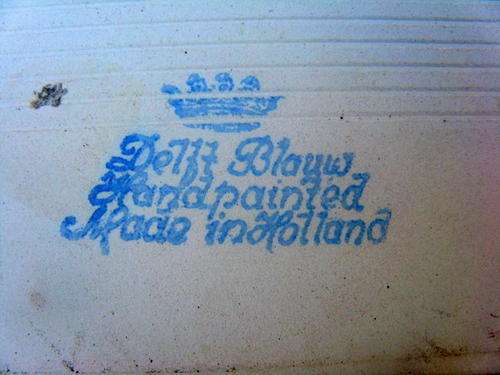 Delft Blauw
Handpainted
Made in Holland